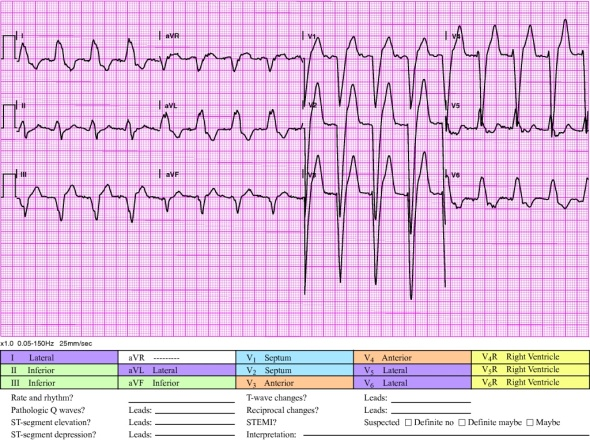 I aVR V1 V4
II aVL V2 V5
III aVF V3 V6
x1.0 0.05-150Hz 25mm/sec
I Lateral aVR --------- V1 Septum V4 Anterior V4R Right Ventricle
II Inferior aVL Lateral V2 Septum V5 Lateral V5R Right Ventricle
III Inferior aVF Inferior V3 Anterior V6 Lateral V6R Right Ventricle
Rate and rhythm? T-wave changes? Leads:
Pathologic Q waves? Leads: Reciprocal changes? Leads:
ST-segment elevation? Leads: STEMI? Suspected ☐ Definite no ☐ Definite maybe ☐ Maybe
ST-segment depression? Leads: Interpretation: